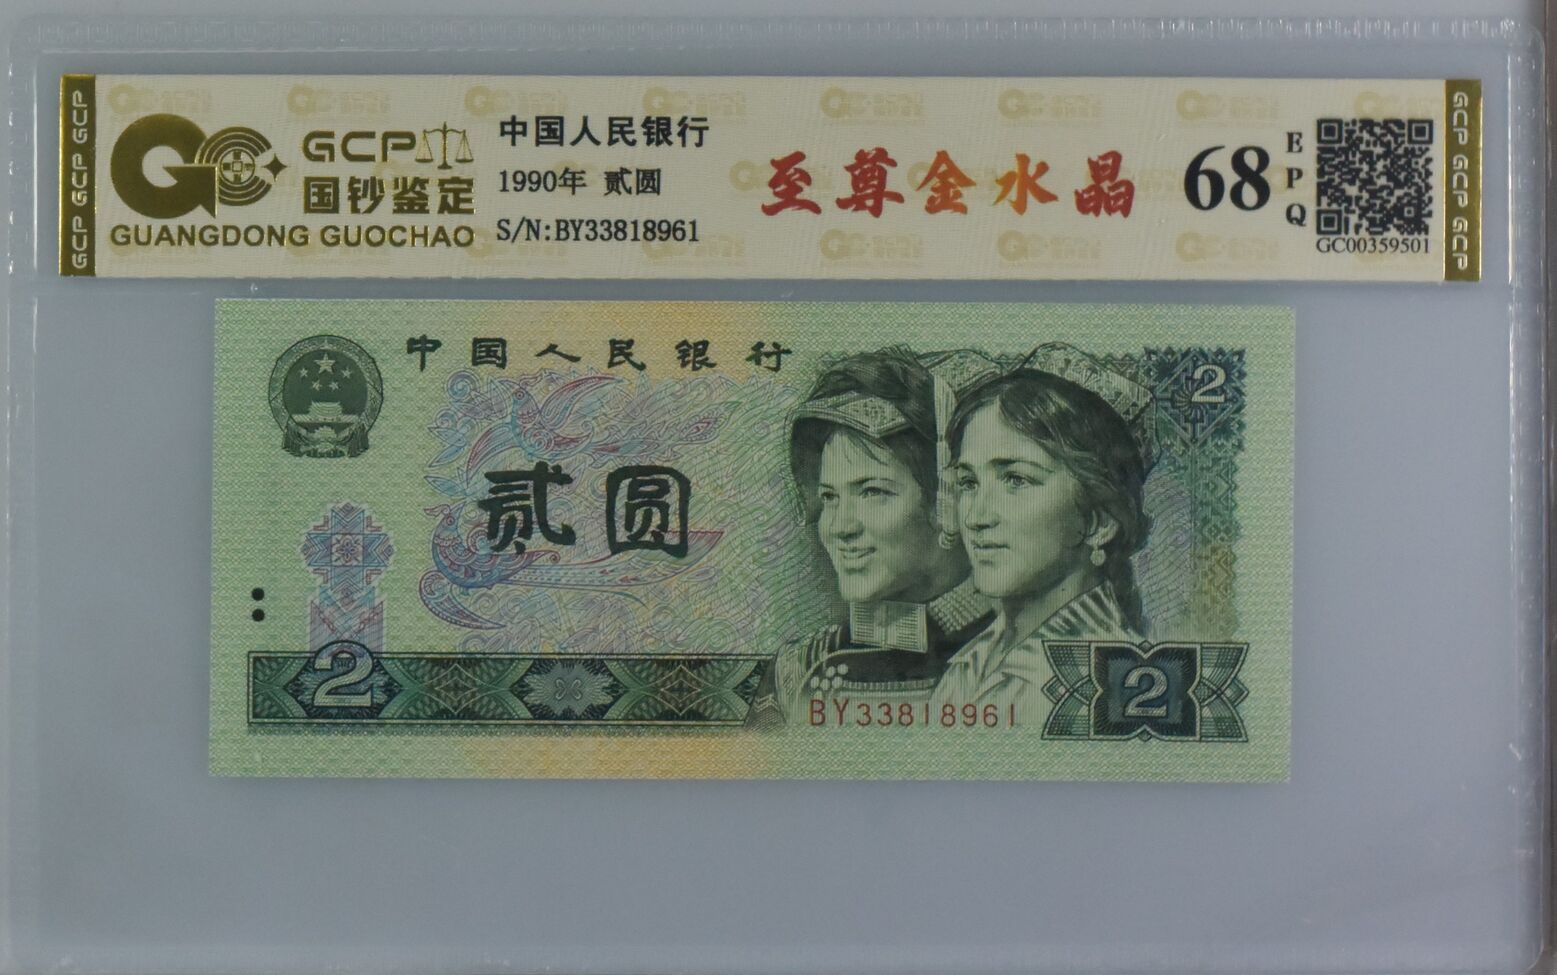 GCP GCP GCP
GCP
国钞鉴定
GUANGDONG GUOCHAO
中国人民银行
1990年 贰圆
S/N:BY33818961
至尊金水晶
68
EPQ
GC00359501
GCP GCP GCP
中国人民银行
2
贰圆
2
BY33818961
2